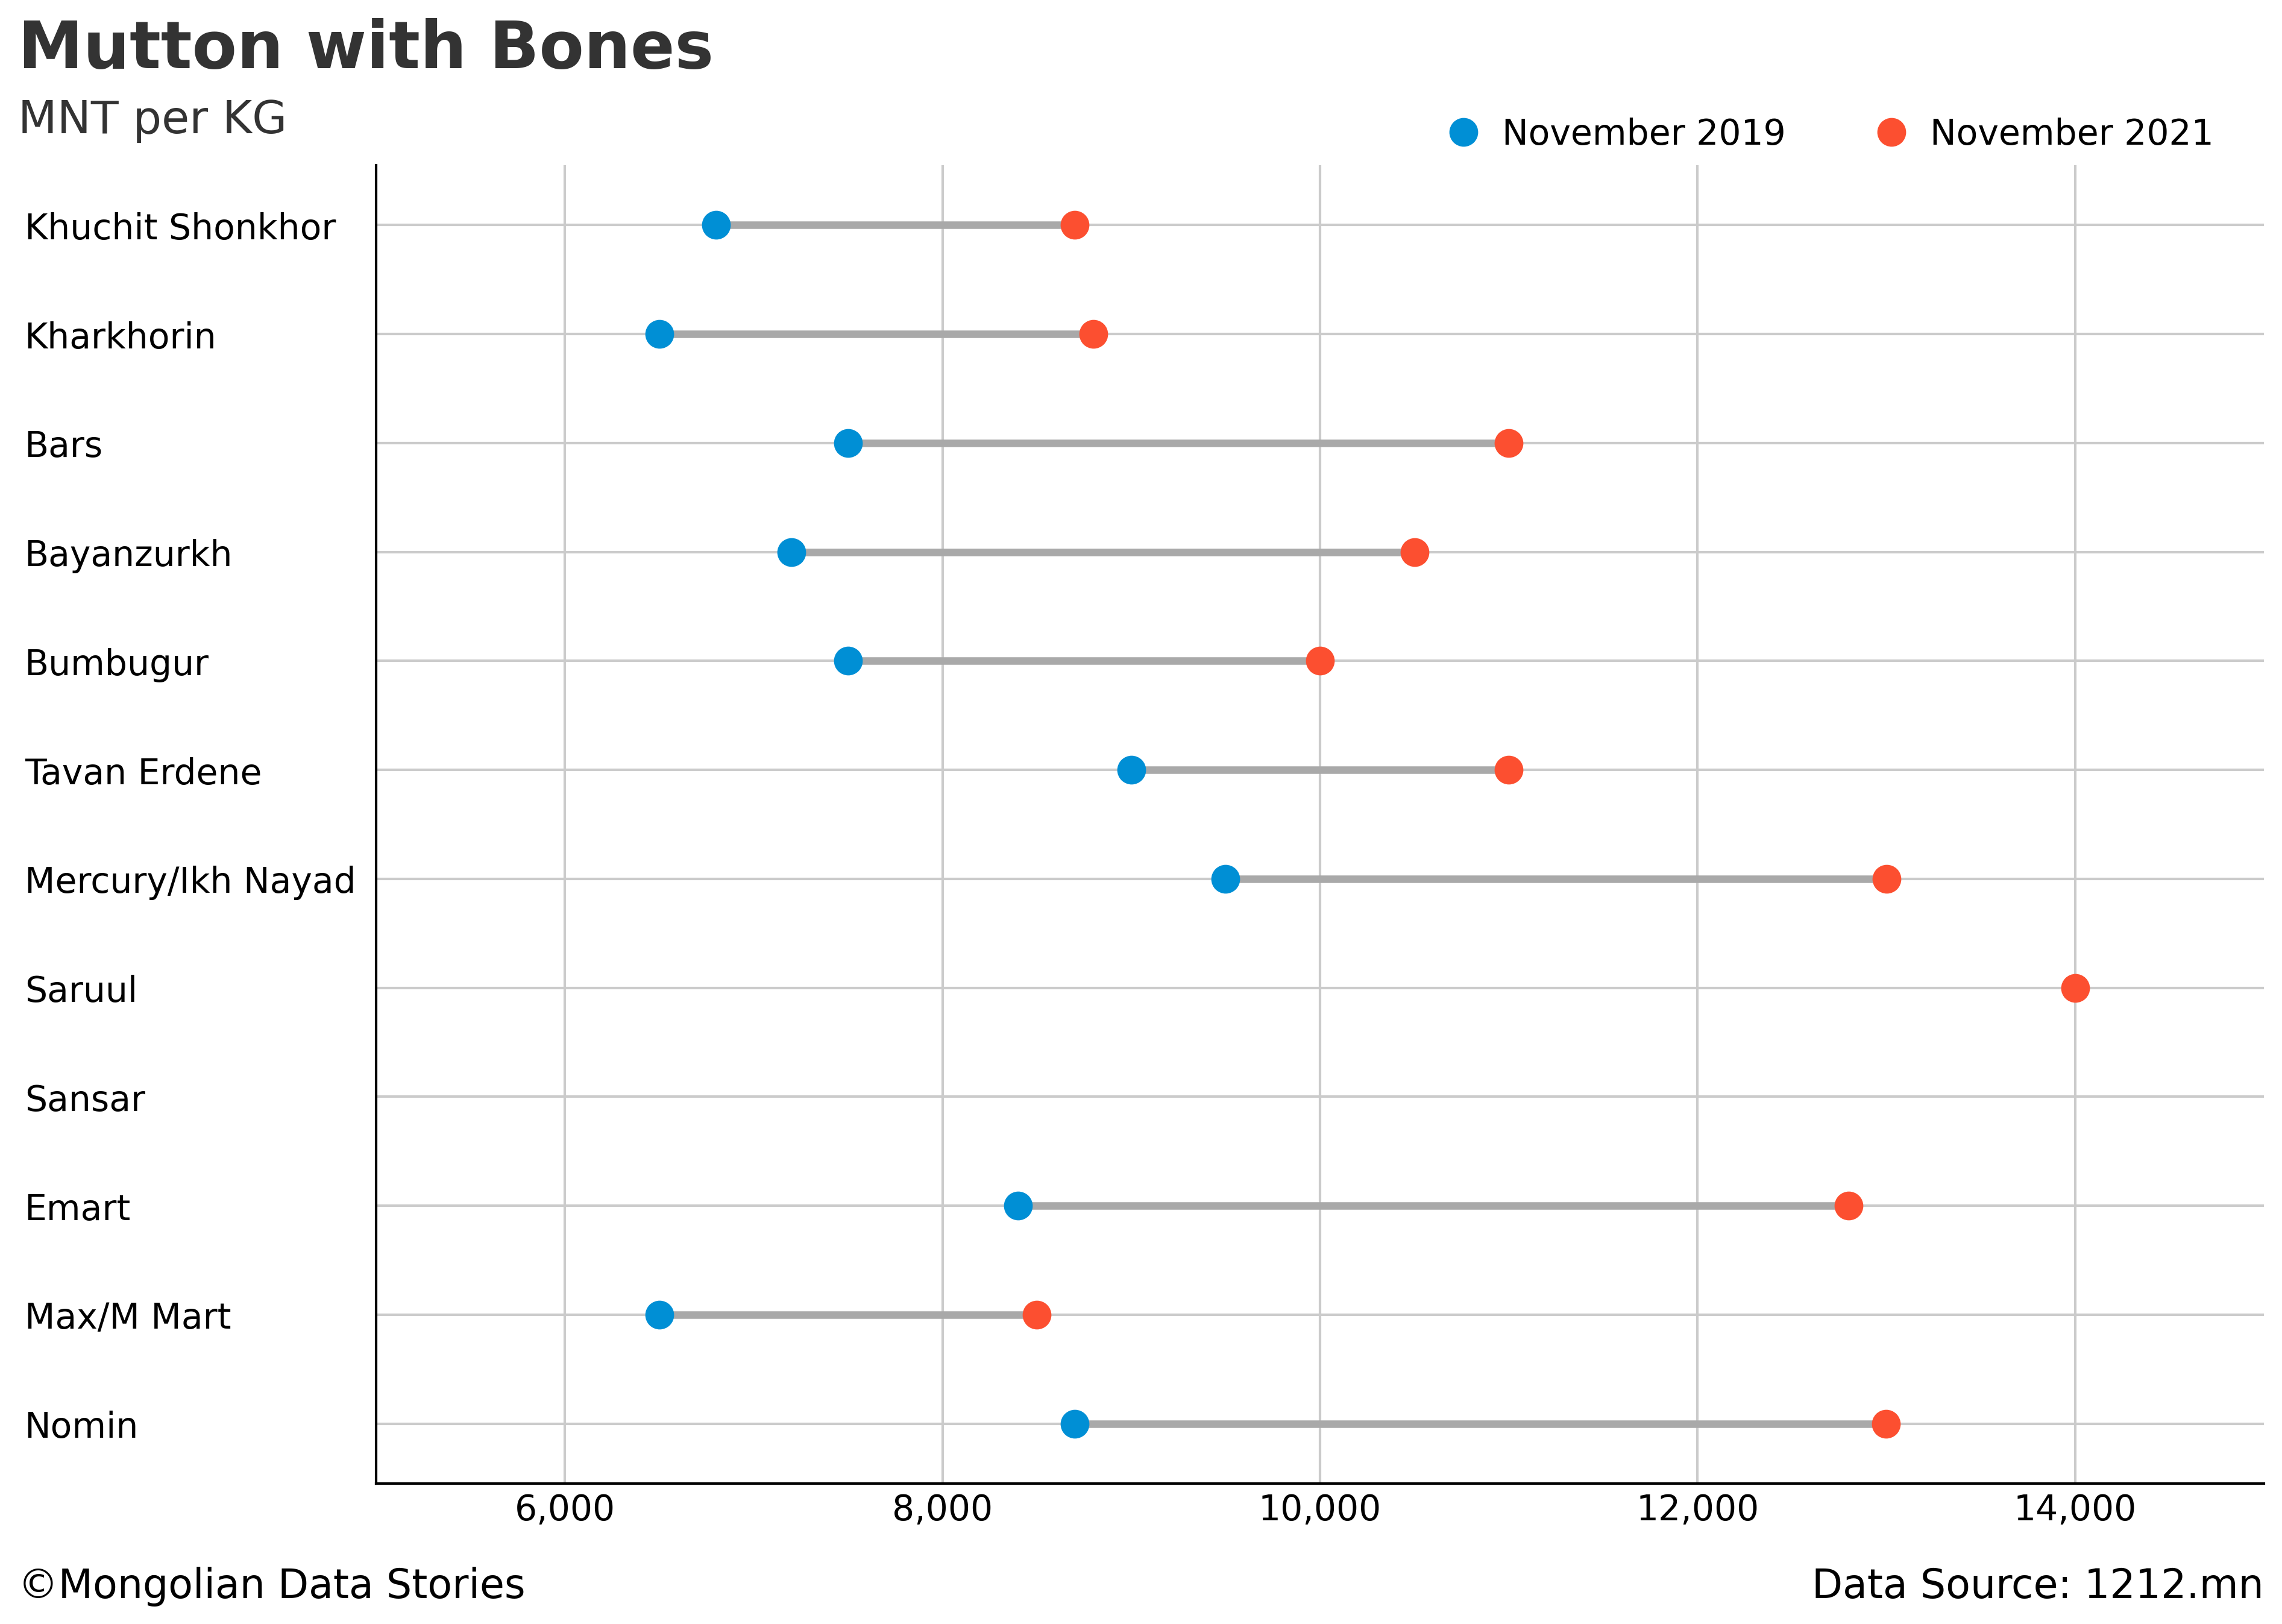 Mutton with Bones
MNT per KG
November 2019
November 2021
Khuchit Shonkhor
Kharkhorin
Bars
Bayanzurkh
Bumbugur
Tavan Erdene
Mercury/Ikh Nayad
Saruul
Sansar
Emart
Max/M Mart
Nomin
6,000
8,000
10,000
12,000
14,000
©Mongolian Data Stories
Data Source: 1212.mn